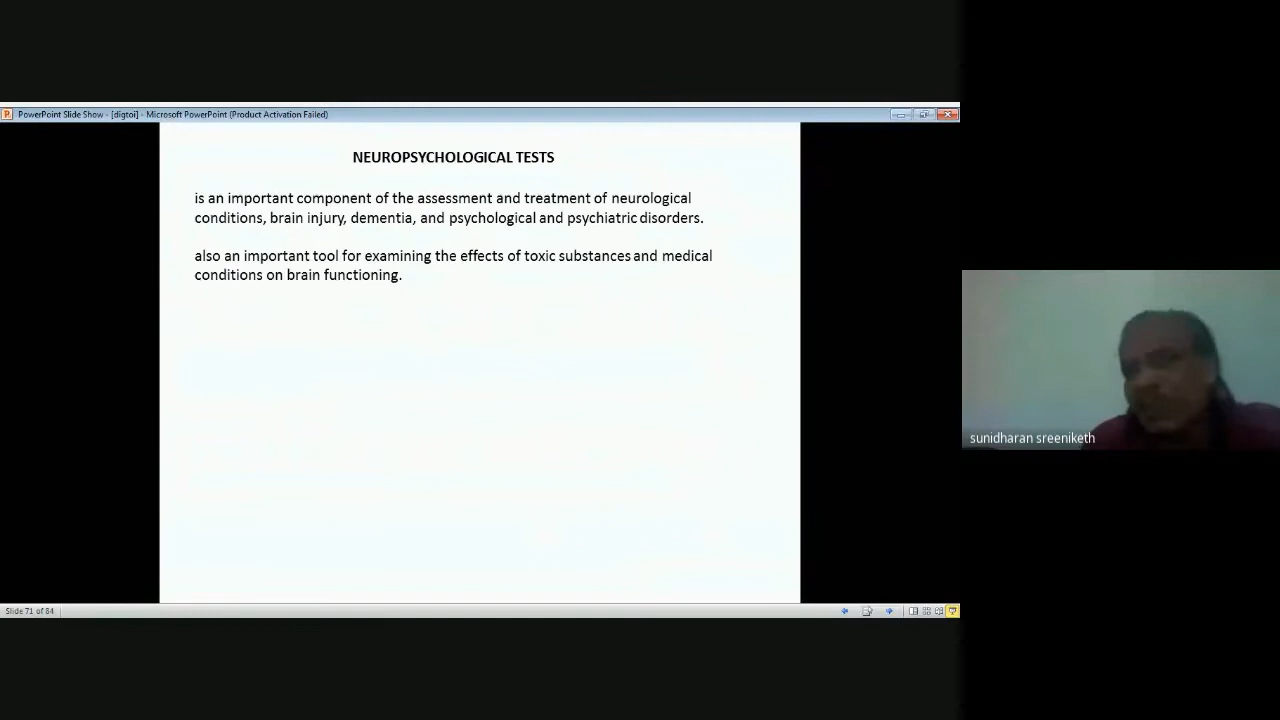 PowerPoint Slide Show - [digtoi] - Microsoft PowerPoint (Product Activation Failed)
NEUROPSYCHOLOGICAL TESTS
is an important component of the assessment and treatment of neurological
conditions, brain injury, dementia, and psychological and psychiatric disorders.
also an important tool for examining the effects of toxic substances and medical
conditions on brain functioning.
sunidharan sreeniketh
Slide 71 of 84